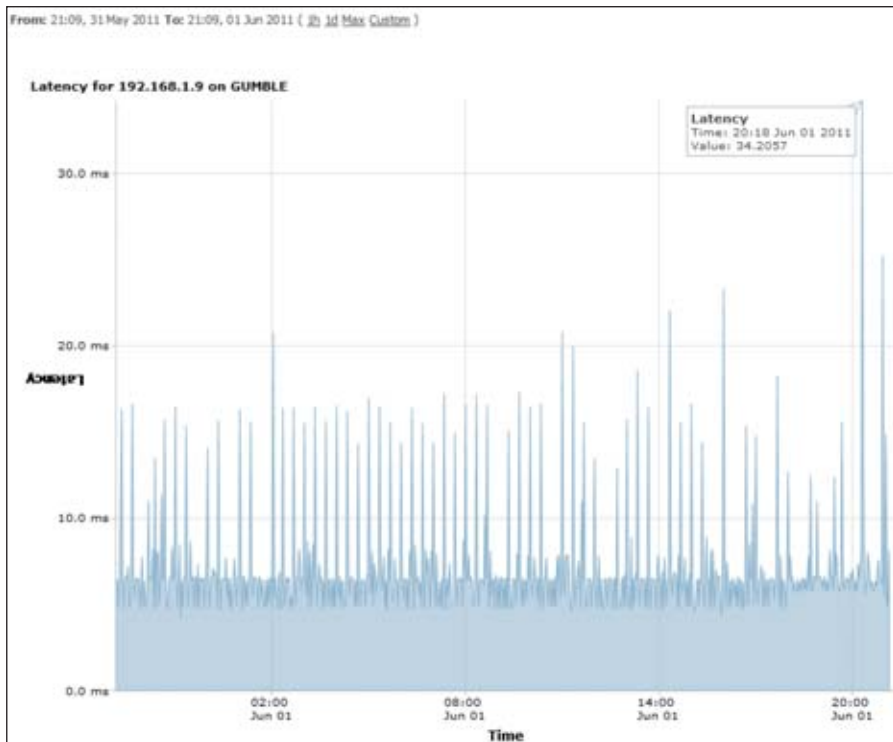 From: 21:09, 31 May 2011 To: 21:09, 01 Jun 2011 ( 1h 1d Max Custom )
Latency for 192.168.1.9 on GUMBLE
Latency
Time: 20:18 Jun 01 2011
Value: 34.2057
30.0 ms
20.0 ms
Latency
10.0 ms
0.0 ms
02:00 08:00 14:00 20:00
Jun 01 Jun 01 Jun 01 Jun 01
Time